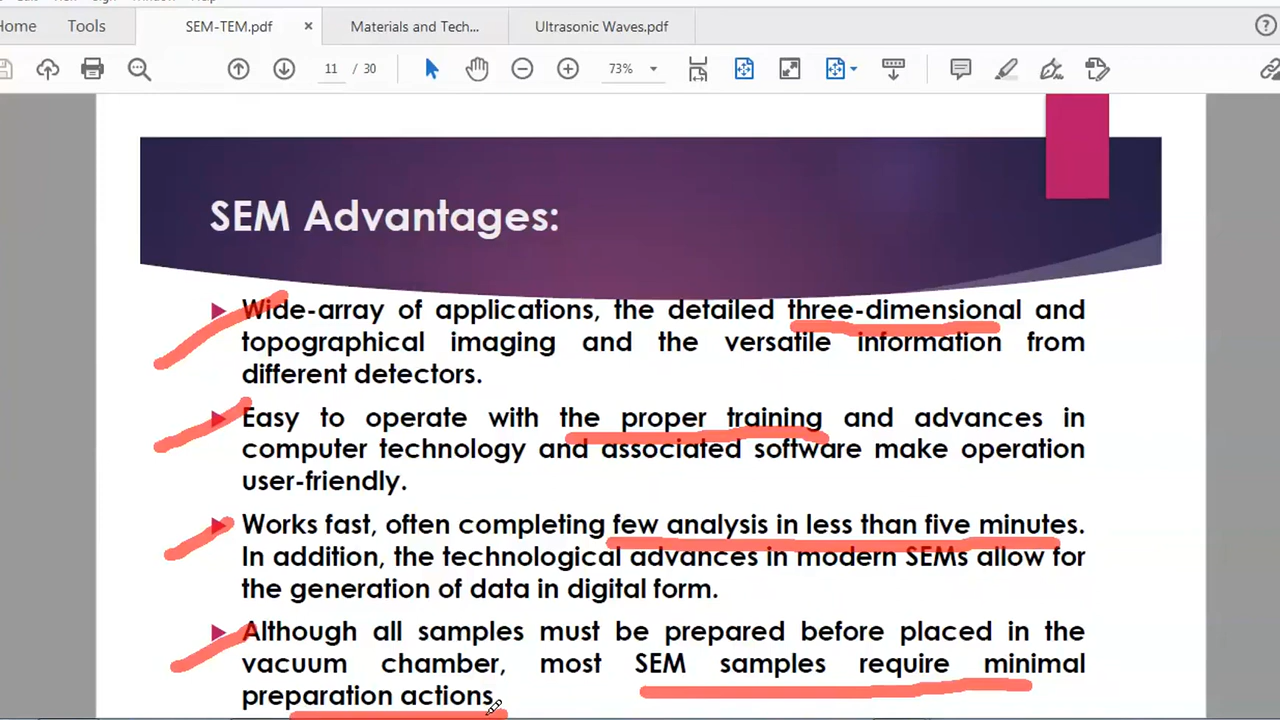 Home Tools SEM-TEM.pdf × Materials and Tech... Ultrasonic Waves.pdf
11 / 30 73%
SEM Advantages:
Wide-array of applications, the detailed three-dimensional and
topographical imaging and the versatile information from
different detectors.
Easy to operate with the proper training and advances in
computer technology and associated software make operation
user-friendly.
Works fast, often completing few analysis in less than five minutes.
In addition, the technological advances in modern SEMs allow for
the generation of data in digital form.
Although all samples must be prepared before placed in the
vacuum chamber, most SEM samples require minimal
preparation actions.